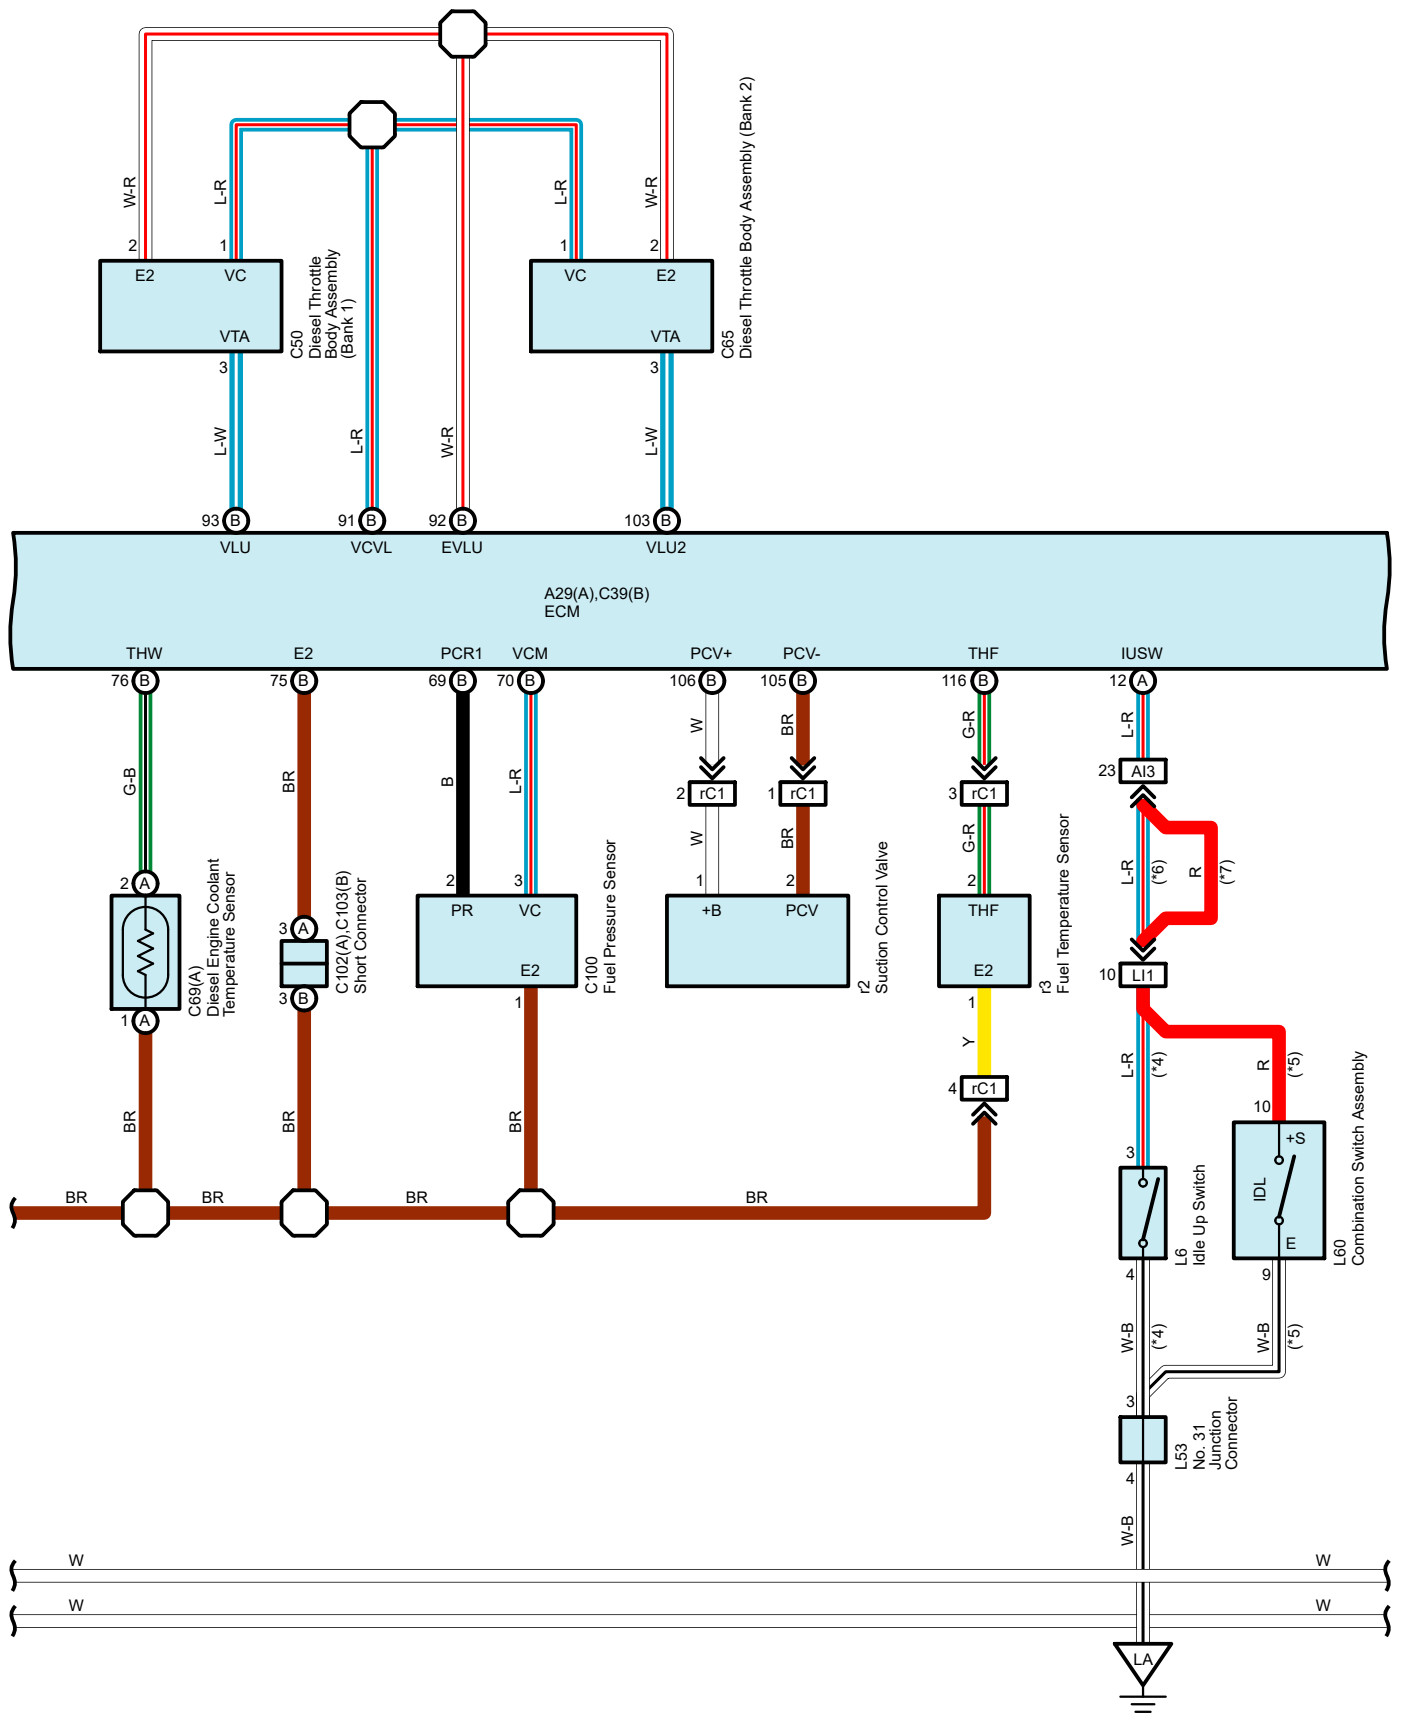 W-R
L-R
L-R
W-R
2
1
1
2
E2
VC
VC
E2
VTA
VTA
3
3
C50
Diesel Throttle
Body Assembly
(Bank 1)
C65
Diesel Throttle Body Assembly (Bank 2)
L-W
L-R
W-R
L-W
93
B
91
B
92
B
103
B
VLU
VCVL
EVLU
VLU2
A29(A),C39(B)
ECM
THW
E2
PCR1
VCM
PCV+
PCV-
THF
IUSW
76
B
75
B
69
B
70
B
106
B
105
B
116
B
12
A
G-B
BR
B
L-R
W
BR
G-R
L-R
23
AI3
2
rC1
1
rC1
3
rC1
W
BR
G-R
L-R
(*6)
R
(*7)
2
A
2
3
1
2
2
PR
VC
+B
PCV
THF
3
A
E2
E2
10
LI1
3
B
1
A
1
1
C69(A)
Diesel Engine Coolant
Temperature Sensor
C102(A),C103(B)
Short Connector
C100
Fuel Pressure Sensor
r2
Suction Control Valve
r3
Fuel Temperature Sensor
Y
L-R
(*4)
R
(*5)
4
rC1
10
BR
BR
BR
+S
IDL
E
3
L6
Idle Up Switch
L60
Combination Switch Assembly
BR
BR
BR
BR
4
9
W-B
(*4)
W-B
(*5)
3
L53
No. 31
Junction
Connector
4
W-B
W
W
W
W
LA